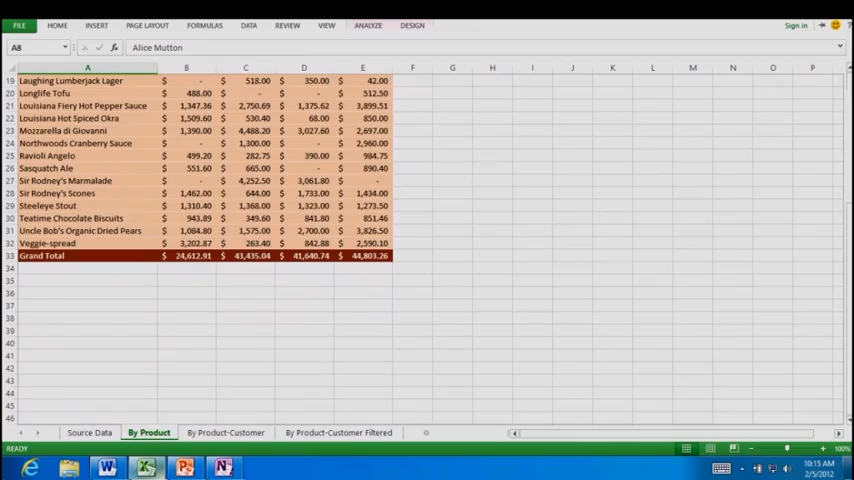 FILE HOME INSERT PAGE LAYOUT FORMULAS DATA REVIEW VIEW ANALYZE DESIGN Sign in
A8 fx Alice Mutton
A B C D E F G H I J K L M N O P
19 Laughing Lumberjack Lager $ - $ 518.00 $ 350.00 $ 42.00
20 Longlife Tofu $ 488.00 $ - $ - $ 512.50
21 Louisiana Fiery Hot Pepper Sauce $ 1,347.36 $ 2,750.69 $ 1,375.62 $ 3,899.51
22 Louisiana Hot Spiced Okra $ 1,509.60 $ 530.40 $ 68.00 $ 850.00
23 Mozzarella di Giovanni $ 1,390.00 $ 4,488.20 $ 3,027.60 $ 2,697.00
24 Northwoods Cranberry Sauce $ - $ 1,300.00 $ - $ 2,960.00
25 Ravioli Angelo $ 499.20 $ 282.75 $ 390.00 $ 984.75
26 Sasquatch Ale $ 551.60 $ 665.00 $ - $ 890.40
27 Sir Rodney's Marmalade $ - $ 4,252.50 $ 3,061.80 $ -
28 Sir Rodney's Scones $ 1,462.00 $ 644.00 $ 1,733.00 $ 1,434.00
29 Steeleye Stout $ 1,310.40 $ 1,368.00 $ 1,323.00 $ 1,273.50
30 Teatime Chocolate Biscuits $ 943.89 $ 349.60 $ 841.80 $ 851.46
31 Uncle Bob's Organic Dried Pears $ 1,084.80 $ 1,575.00 $ 2,700.00 $ 3,826.50
32 Veggie-spread $ 3,202.87 $ 263.40 $ 842.88 $ 2,590.10
33 Grand Total $ 24,612.91 $ 43,435.04 $ 41,640.74 $ 44,803.26
34
35
36
37
38
39
40
41
42
43
44
45
46
Source Data By Product By Product-Customer By Product-Customer Filtered
READY 100%
10:15 AM
2/5/2012